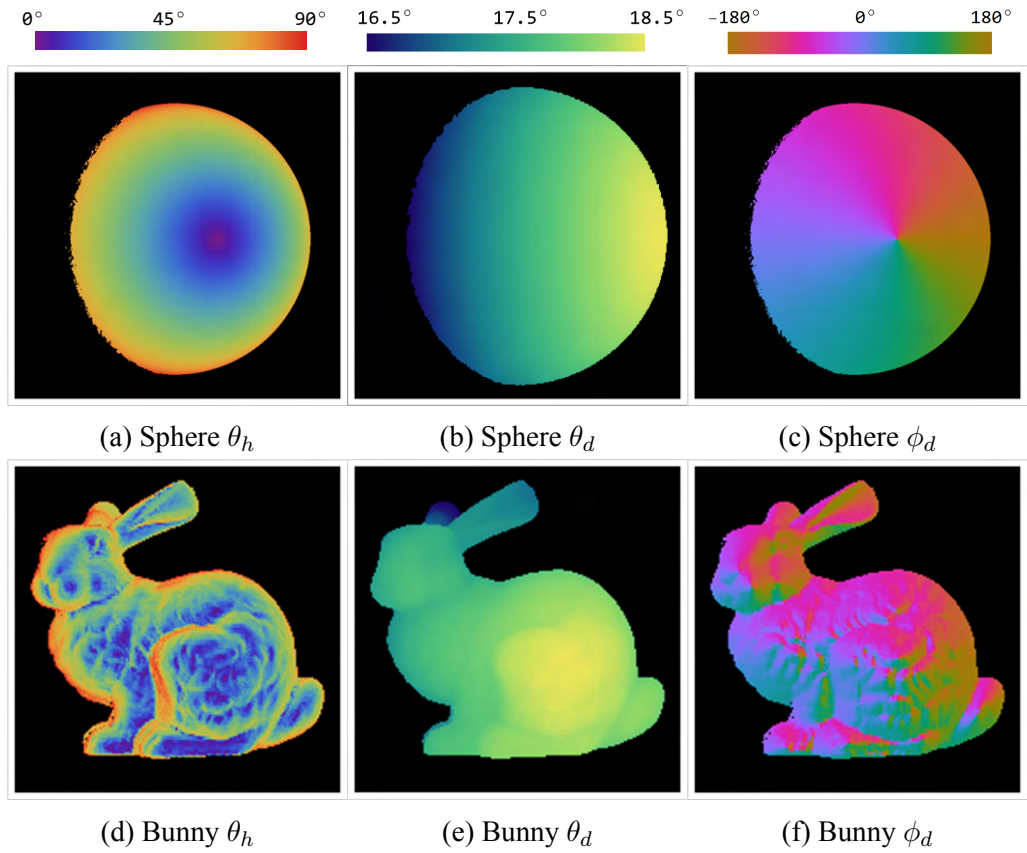 0° 45° 90° 16.5° 17.5° 18.5° -180° 0° 180°
(a) Sphere θ_h (b) Sphere θ_d (c) Sphere ϕ_d
(d) Bunny θ_h (e) Bunny θ_d (f) Bunny ϕ_d